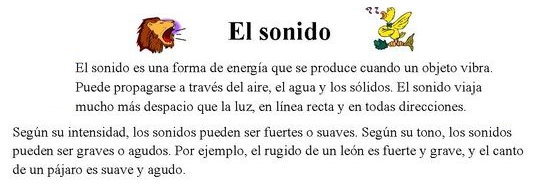 El sonido
El sonido es una forma de energía que se produce cuando un objeto vibra.
Puede propagarse a través del aire, el agua y los sólidos. El sonido viaja
mucho más despacio que la luz, en línea recta y en todas direcciones.
Según su intensidad, los sonidos pueden ser fuertes o suaves. Según su tono, los sonidos
pueden ser graves o agudos. Por ejemplo, el rugido de un león es fuerte y grave, y el canto
de un pájaro es suave y agudo.